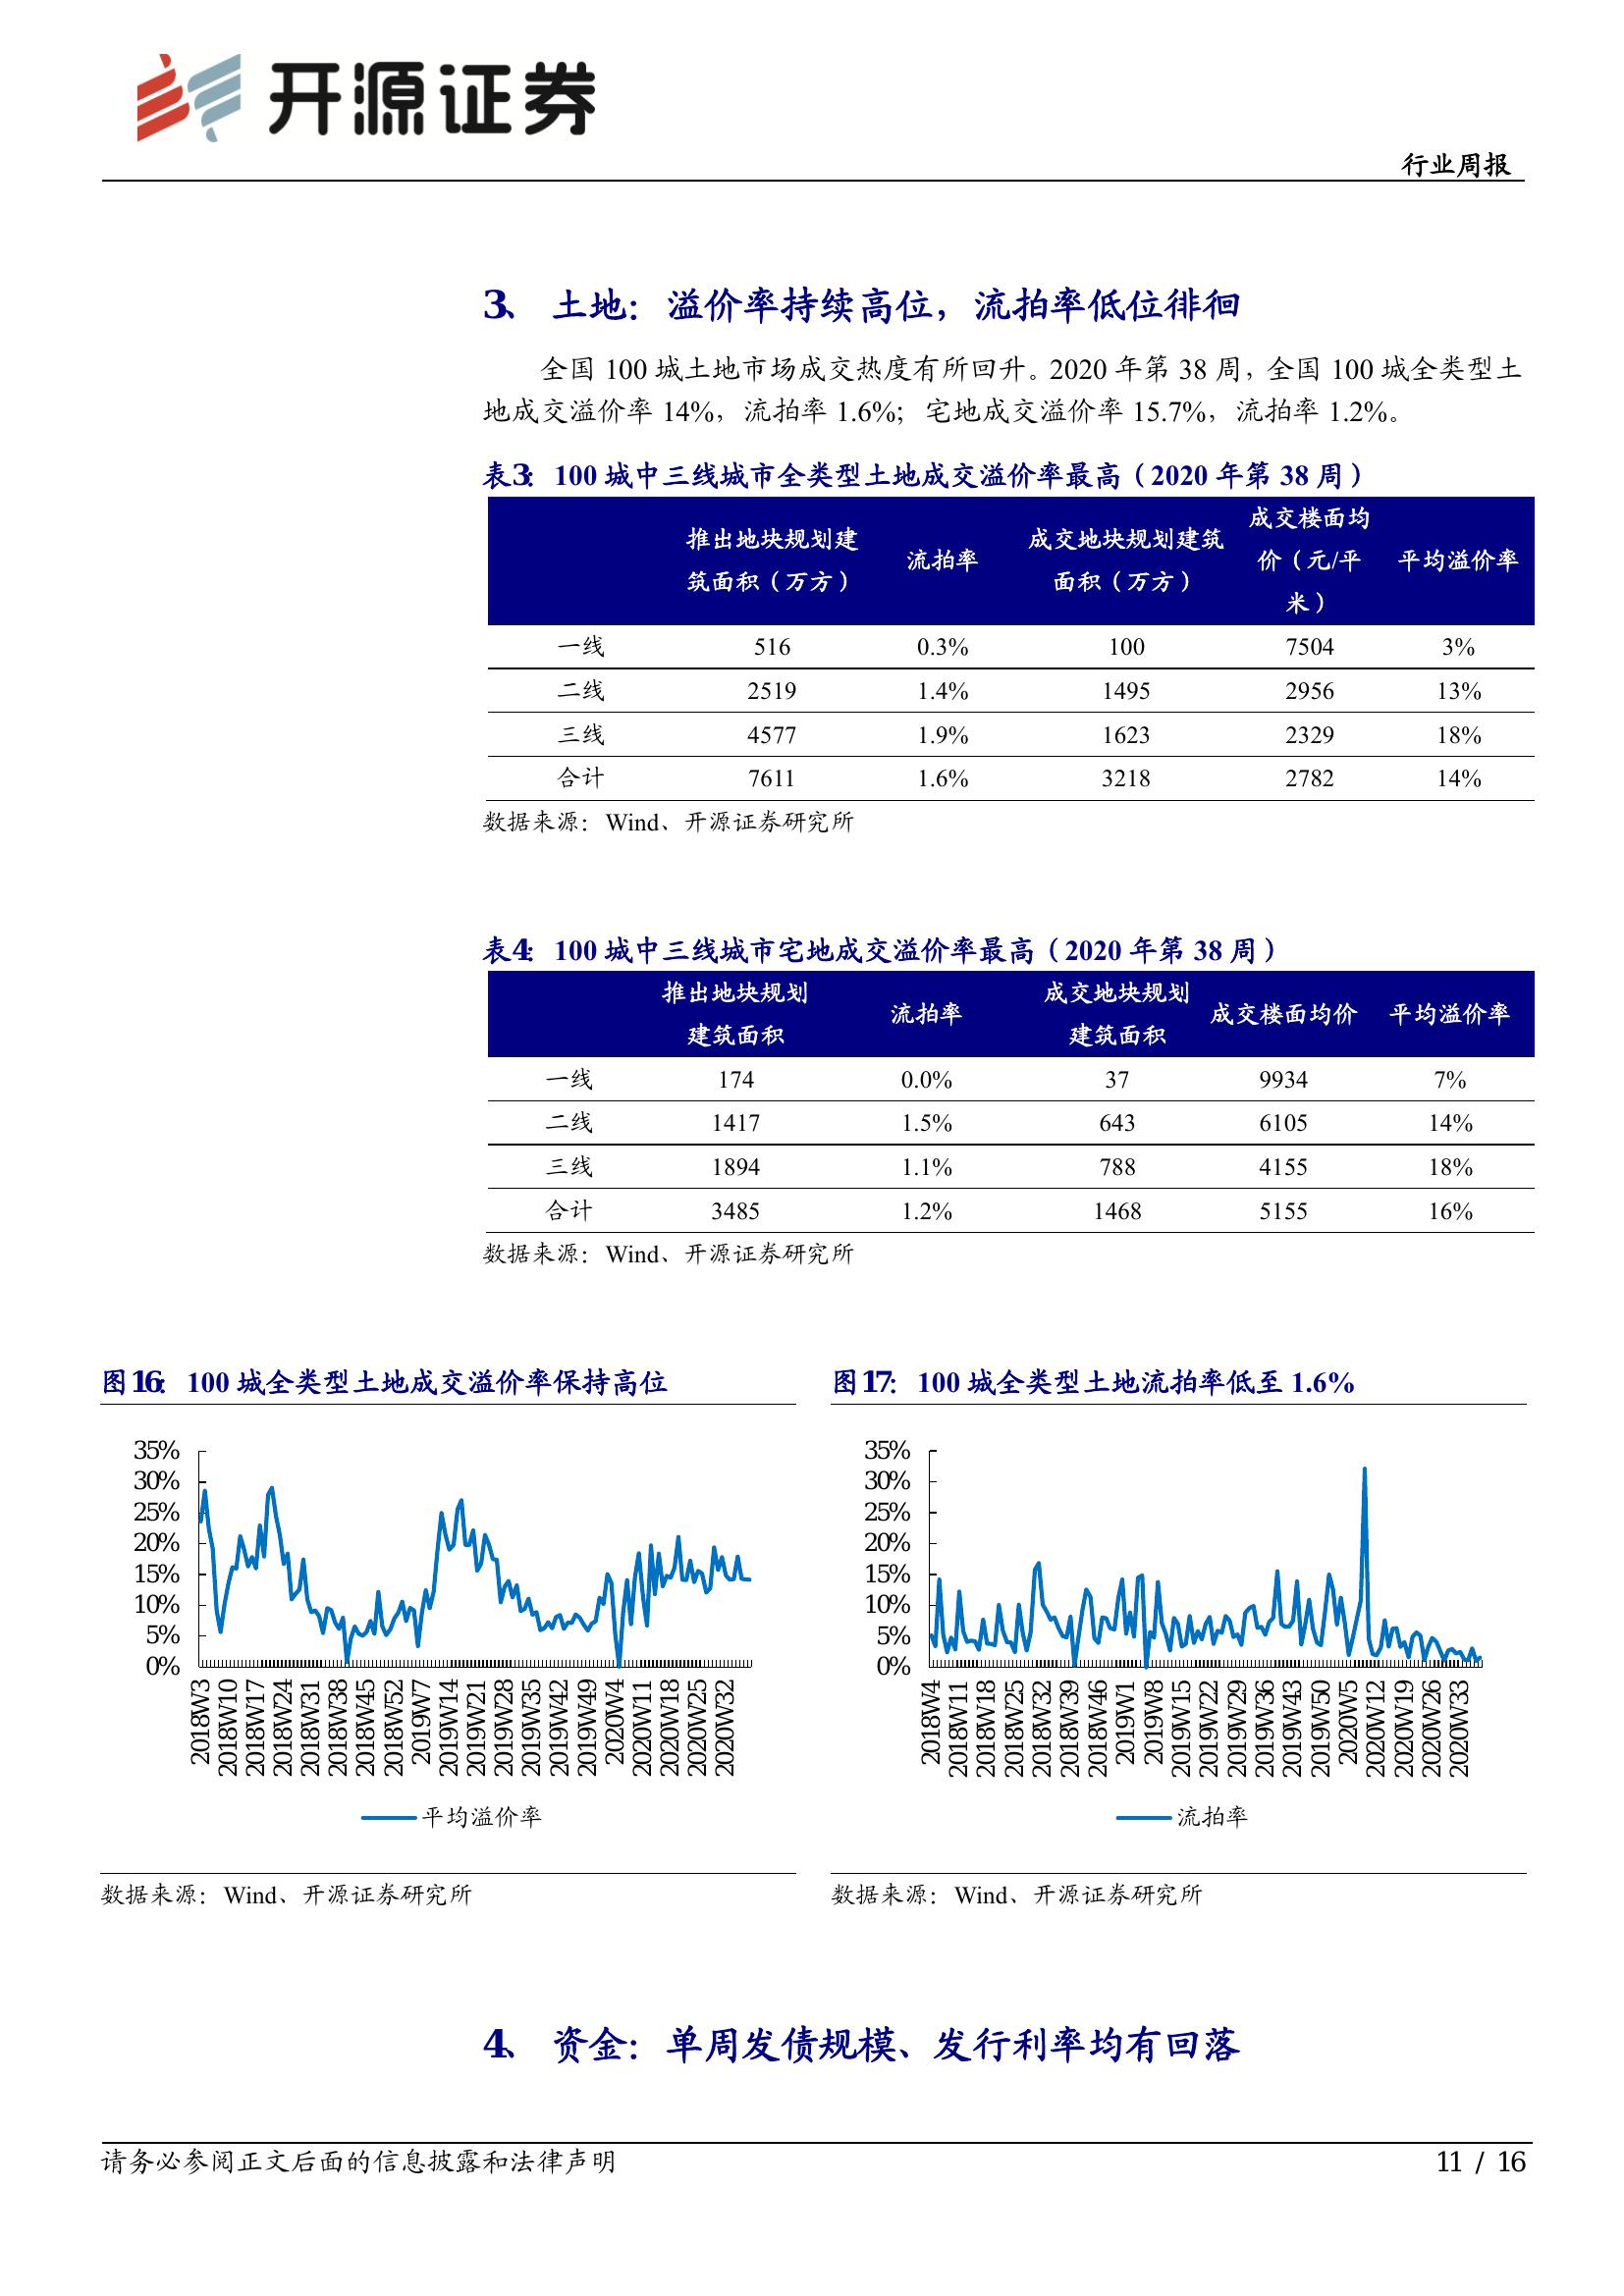 开源证券
行业周报
3、 土地：溢价率持续高位，流拍率低位徘徊
全国 100 城土地市场成交热度有所回升。2020 年第 38 周，全国 100 城全类型土
地成交溢价率 14%，流拍率 1.6%；宅地成交溢价率 15.7%，流拍率 1.2%。
表3： 100 城中三线城市全类型土地成交溢价率最高（2020 年第 38 周）
推出地块规划建筑面积（万方） 流拍率 成交地块规划建筑面积（万方） 成交楼面均价（元/平米） 平均溢价率
一线 516 0.3% 100 7504 3%
二线 2519 1.4% 1495 2956 13%
三线 4577 1.9% 1623 2329 18%
合计 7611 1.6% 3218 2782 14%
数据来源：Wind、开源证券研究所
表4： 100 城中三线城市宅地成交溢价率最高（2020 年第 38 周）
推出地块规划建筑面积 流拍率 成交地块规划建筑面积 成交楼面均价 平均溢价率
一线 174 0.0% 37 9934 7%
二线 1417 1.5% 643 6105 14%
三线 1894 1.1% 788 4155 18%
合计 3485 1.2% 1468 5155 16%
数据来源：Wind、开源证券研究所
图16： 100 城全类型土地成交溢价率保持高位
35%
30%
25%
20%
15%
10%
5%
0%
2018W3 2018W10 2018W17 2018W24 2018W31 2018W38 2018W45 2018W52 2019W7 2019W14 2019W21 2019W28 2019W35 2019W42 2019W49 2020W4 2020W11 2020W18 2020W25 2020W32
平均溢价率
数据来源：Wind、开源证券研究所
图17： 100 城全类型土地流拍率低至 1.6%
35%
30%
25%
20%
15%
10%
5%
0%
2018W4 2018W11 2018W18 2018W25 2018W32 2018W39 2018W46 2019W1 2019W8 2019W15 2019W22 2019W29 2019W36 2019W43 2019W50 2020W5 2020W12 2020W19 2020W26 2020W33
流拍率
数据来源：Wind、开源证券研究所
4、 资金：单周发债规模、发行利率均有回落
请务必参阅正文后面的信息披露和法律声明
11 / 16